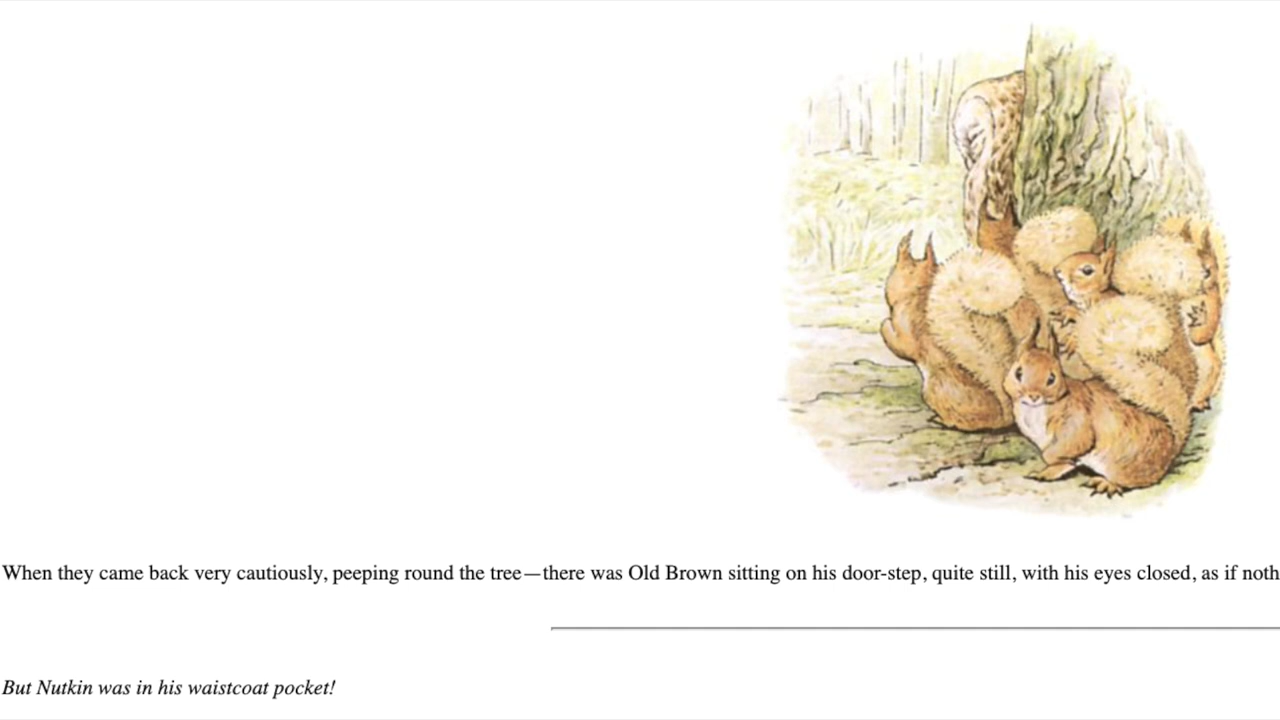 When they came back very cautiously, peeping round the tree—there was Old Brown sitting on his door-step, quite still, with his eyes closed, as if noth
But Nutkin was in his waistcoat pocket!